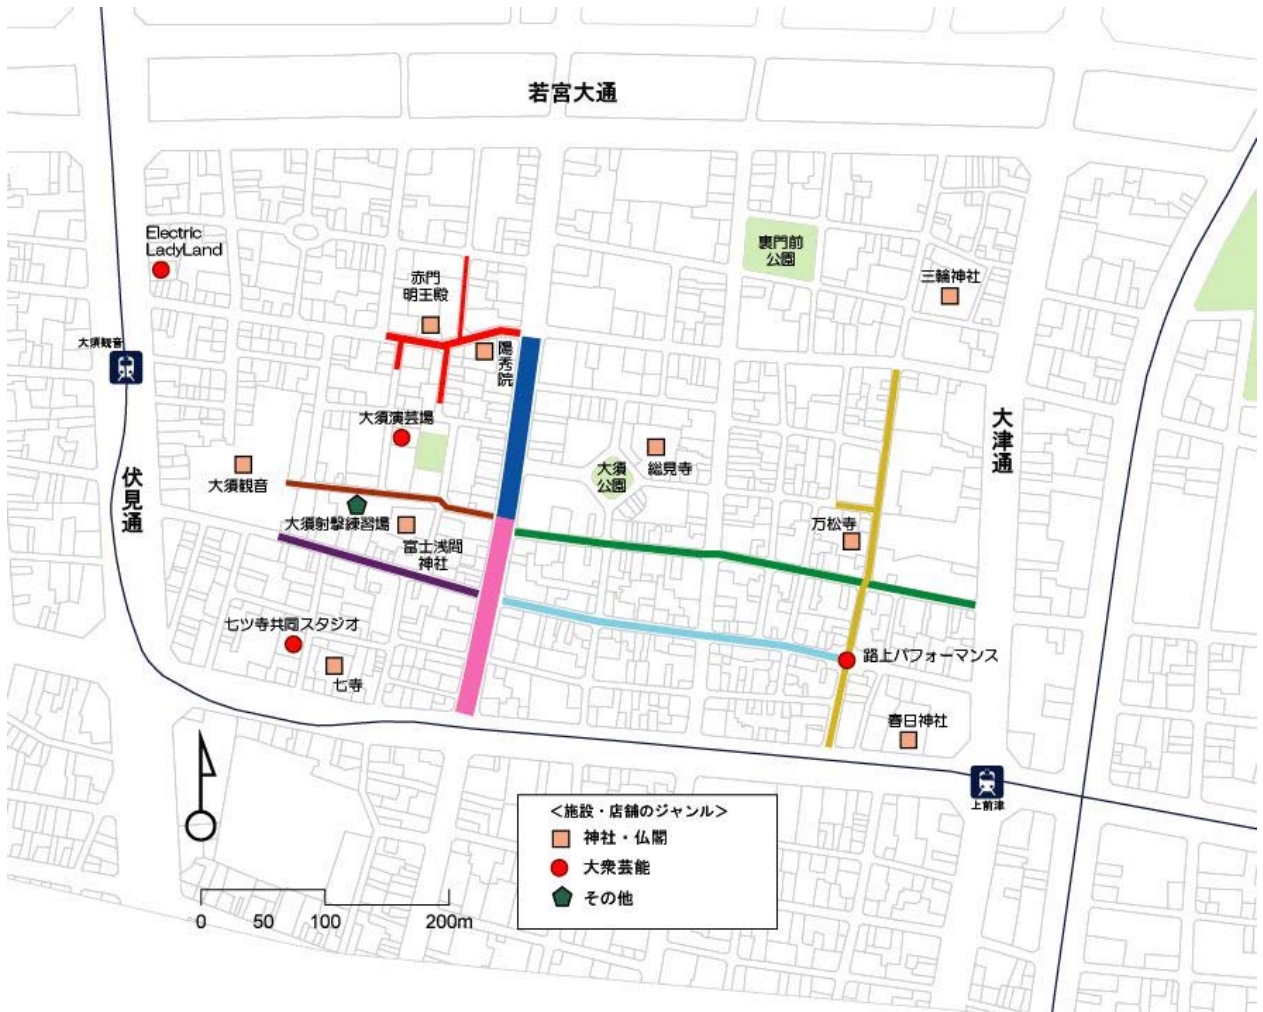 若宮大通
Electric
LadyLand
赤門
明王殿
裏門前
公園
三輪神社
大須観音
陽秀院
大須演芸場
大津通
大須観音
伏見通
大須
公園
総見寺
大須射撃練習場
富士浅間
神社
万松寺
七ツ寺共同スタジオ
七寺
路上パフォーマンス
春日神社
上前津
<施設・店舗のジャンル>
神社・仏閣
大衆芸能
その他
0 50 100 200m